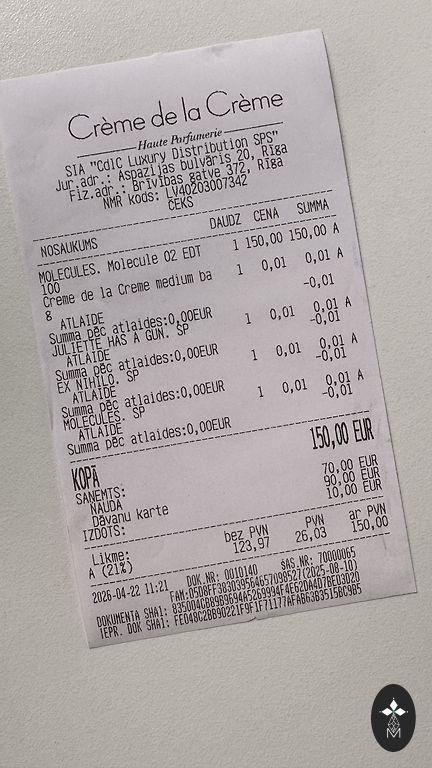 Crème de la Crème
Haute Parfumerie
SIA "CdlC Luxury Distribution SPS"
Jur.adr.: Aspazijas bulvāris 20, Rīga
Fiz.adr.: Brīvības gatve 372, Rīga
NMR kods: LV40203007342
ČEKS
NOSAUKUMS DAUDZ CENA SUMMA
MOLECULES. Molecule 02 EDT 1 150,00 150,00 A
100
Creme de la Creme medium ba 1 0,01 0,01 A
g
ATLAIDE -0,01
Summa pēc atlaides:0,00EUR
JULIETTE HAS A GUN. SP 1 0,01 0,01 A
ATLAIDE -0,01
Summa pēc atlaides:0,00EUR
EX NIHILO. SP 1 0,01 0,01 A
ATLAIDE -0,01
Summa pēc atlaides:0,00EUR
MOLECULES. SP 1 0,01 0,01 A
ATLAIDE -0,01
Summa pēc atlaides:0,00EUR
KOPĀ 150,00 EUR
SAŅEMTS:
NAUDA 70,00 EUR
Dāvanu karte 90,00 EUR
IZDOTS: 10,00 EUR
Likme: bez PVN PVN ar PVN
A (21%) 123,97 26,03 150,00
2026-04-22 11:21 DOK.NR: 0010140 SAS.NR: 70000065
DOKUMENTA SHA1:
IEPR. DOK SHA1:
M